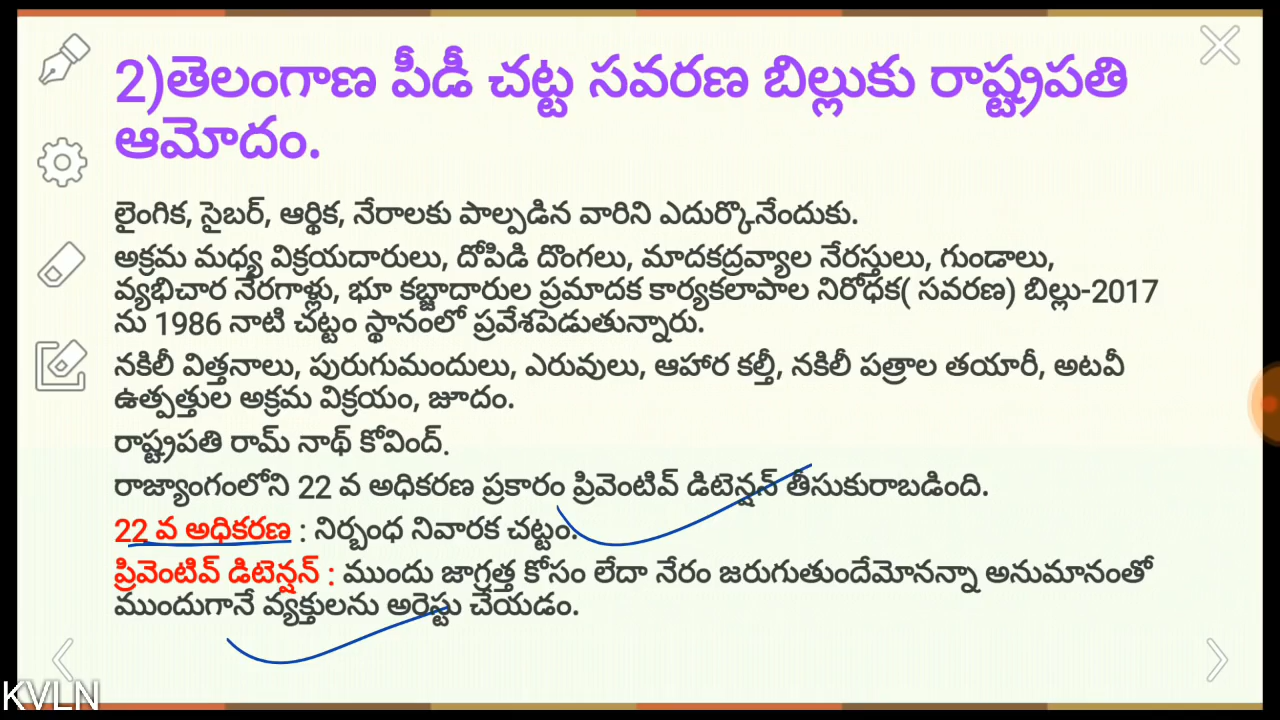 2)తెలంగాణ పీడీ చట్ట సవరణ బిల్లుకు రాష్ట్రపతి
ఆమోదం.
లైంగిక, సైబర్, ఆర్థిక, నేరాలకు పాల్పడిన వారిని ఎదుర్కొనేందుకు.
అక్రమ మధ్య విక్రయదారులు, దోపిడి దొంగలు, మాదకద్రవ్యాల నేరస్తులు, గుండాలు,
వ్యభిచార నేరగాళ్లు, భూ కబ్జాదారుల ప్రమాదక కార్యకలాపాల నిరోధక( సవరణ) బిల్లు-2017
ను 1986 నాటి చట్టం స్థానంలో ప్రవేశపెడుతున్నారు.
నకిలీ విత్తనాలు, పురుగుమందులు, ఎరువులు, ఆహార కల్తీ, నకిలీ పత్రాల తయారీ, అటవీ
ఉత్పత్తుల అక్రమ విక్రయం, జూదం.
రాష్ట్రపతి రామ్ నాథ్ కోవింద్.
రాజ్యాంగంలోని 22 వ అధికరణ ప్రకారం ప్రివెంటివ్ డిటెన్షన్ తీసుకురాబడింది.
22 వ అధికరణ : నిర్బంధ నివారక చట్టం.
ప్రివెంటివ్ డిటెన్షన్ : ముందు జాగ్రత్త కోసం లేదా నేరం జరుగుతుందేమోనన్నా అనుమానంతో
ముందుగానే వ్యక్తులను అరెస్టు చేయడం.
KVLN